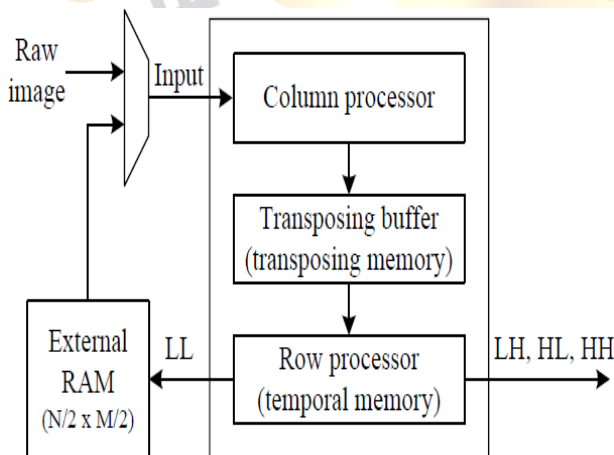 Raw
image
Input
Column processor
Transposing buffer
(transposing memory)
External
RAM
(N/2 x M/2)
LL
Row processor
(temporal memory)
LH, HL, HH